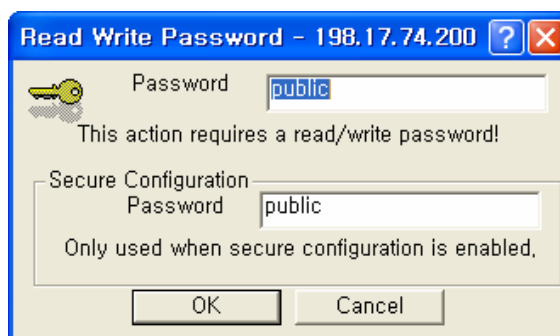 Read Write Password - 198.17.74.200
Password public
This action requires a read/write password!
Secure Configuration
Password public
Only used when secure configuration is enabled,
OK Cancel